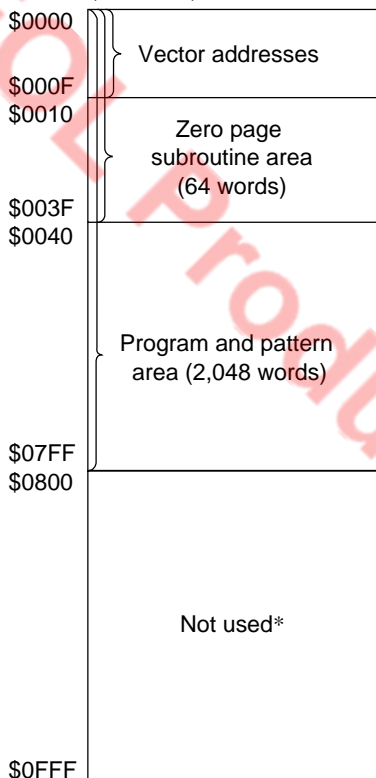 $0000
Vector addresses
$000F
$0010
Zero page
subroutine area
(64 words)
$003F
$0040
Program and pattern
area (2,048 words)
$07FF
$0800
Not used*
$0FFF